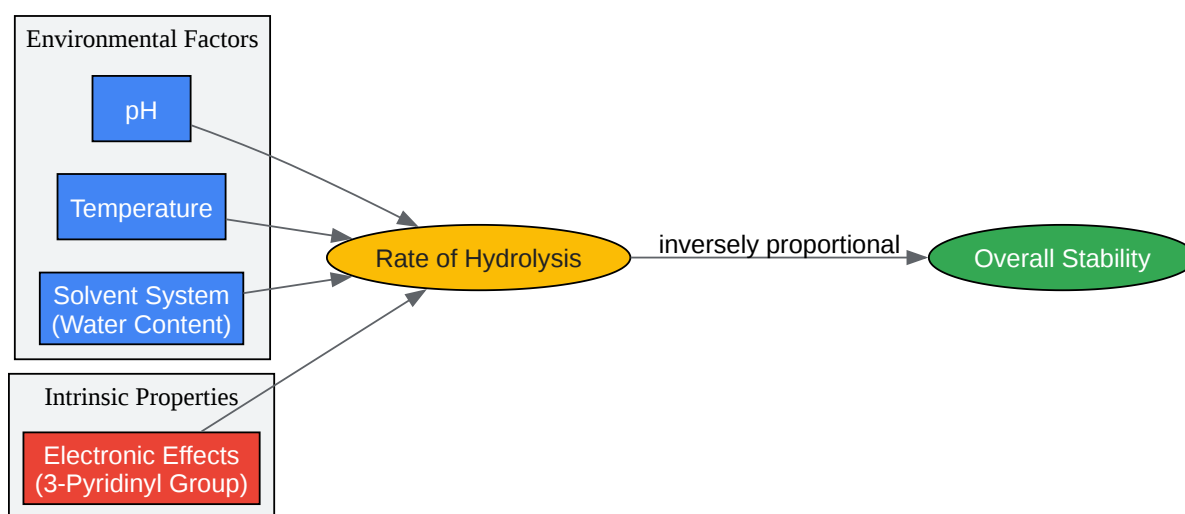 Environmental Factors
pH
Temperature
Solvent System
(Water Content)
Intrinsic Properties
Electronic Effects
(3-Pyridinyl Group)
Rate of Hydrolysis
inversely proportional
Overall Stability